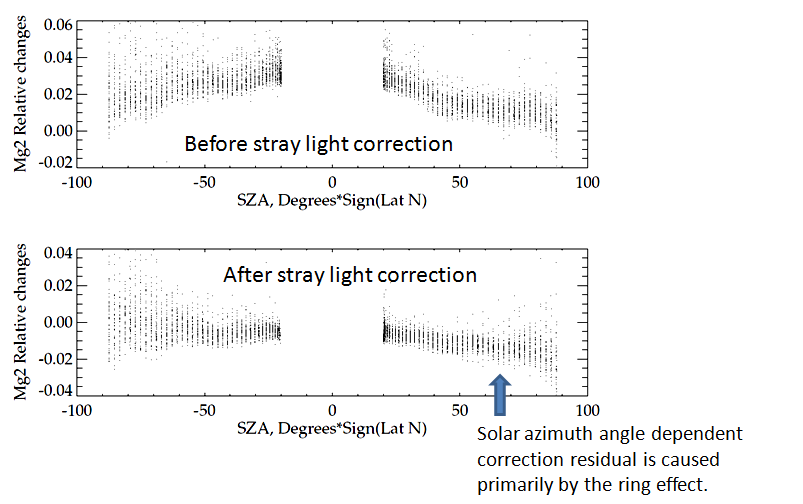 0.06
0.04
0.02
0.00
-0.02
Mg2 Relative changes
Before stray light correction
-100 -50 0 50 100
SZA, Degrees*Sign(Lat N)
0.04
0.02
0.00
-0.02
-0.04
Mg2 Relative changes
After stray light correction
-100 -50 0 50 100
SZA, Degrees*Sign(Lat N)
Solar azimuth angle dependent
correction residual is caused
primarily by the ring effect.